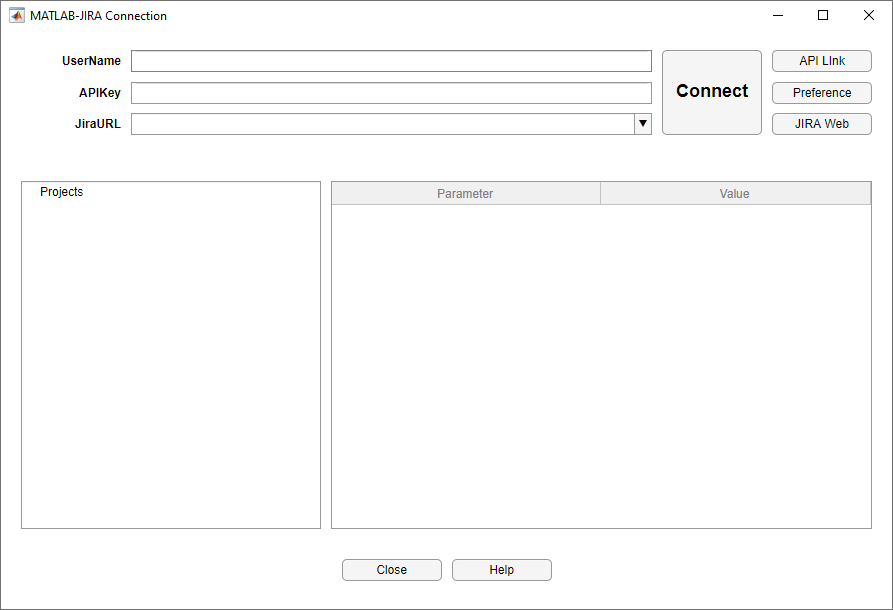 MATLAB-JIRA Connection
UserName
APIKey
JiraURL
Connect
API LInk
Preference
JIRA Web
Projects
Parameter Value
Close Help